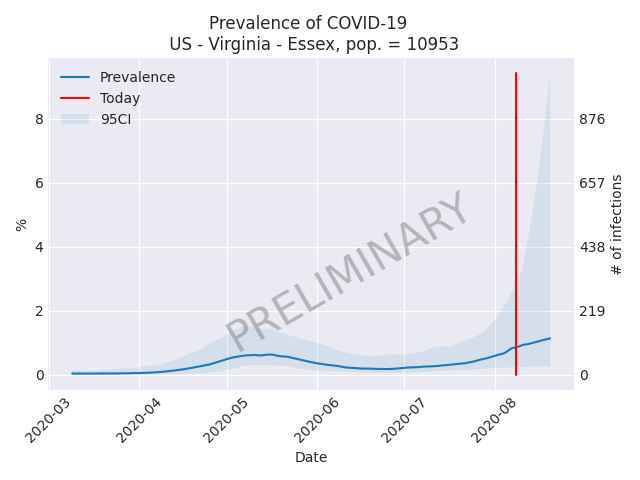 Prevalence of COVID-19
US - Virginia - Essex, pop. = 10953
Prevalence
Today
95CI
8
6
4
2
0
%
876
657
438
219
0
# of infections
PRELIMINARY
2020-03
2020-04
2020-05
2020-06
2020-07
2020-08
Date